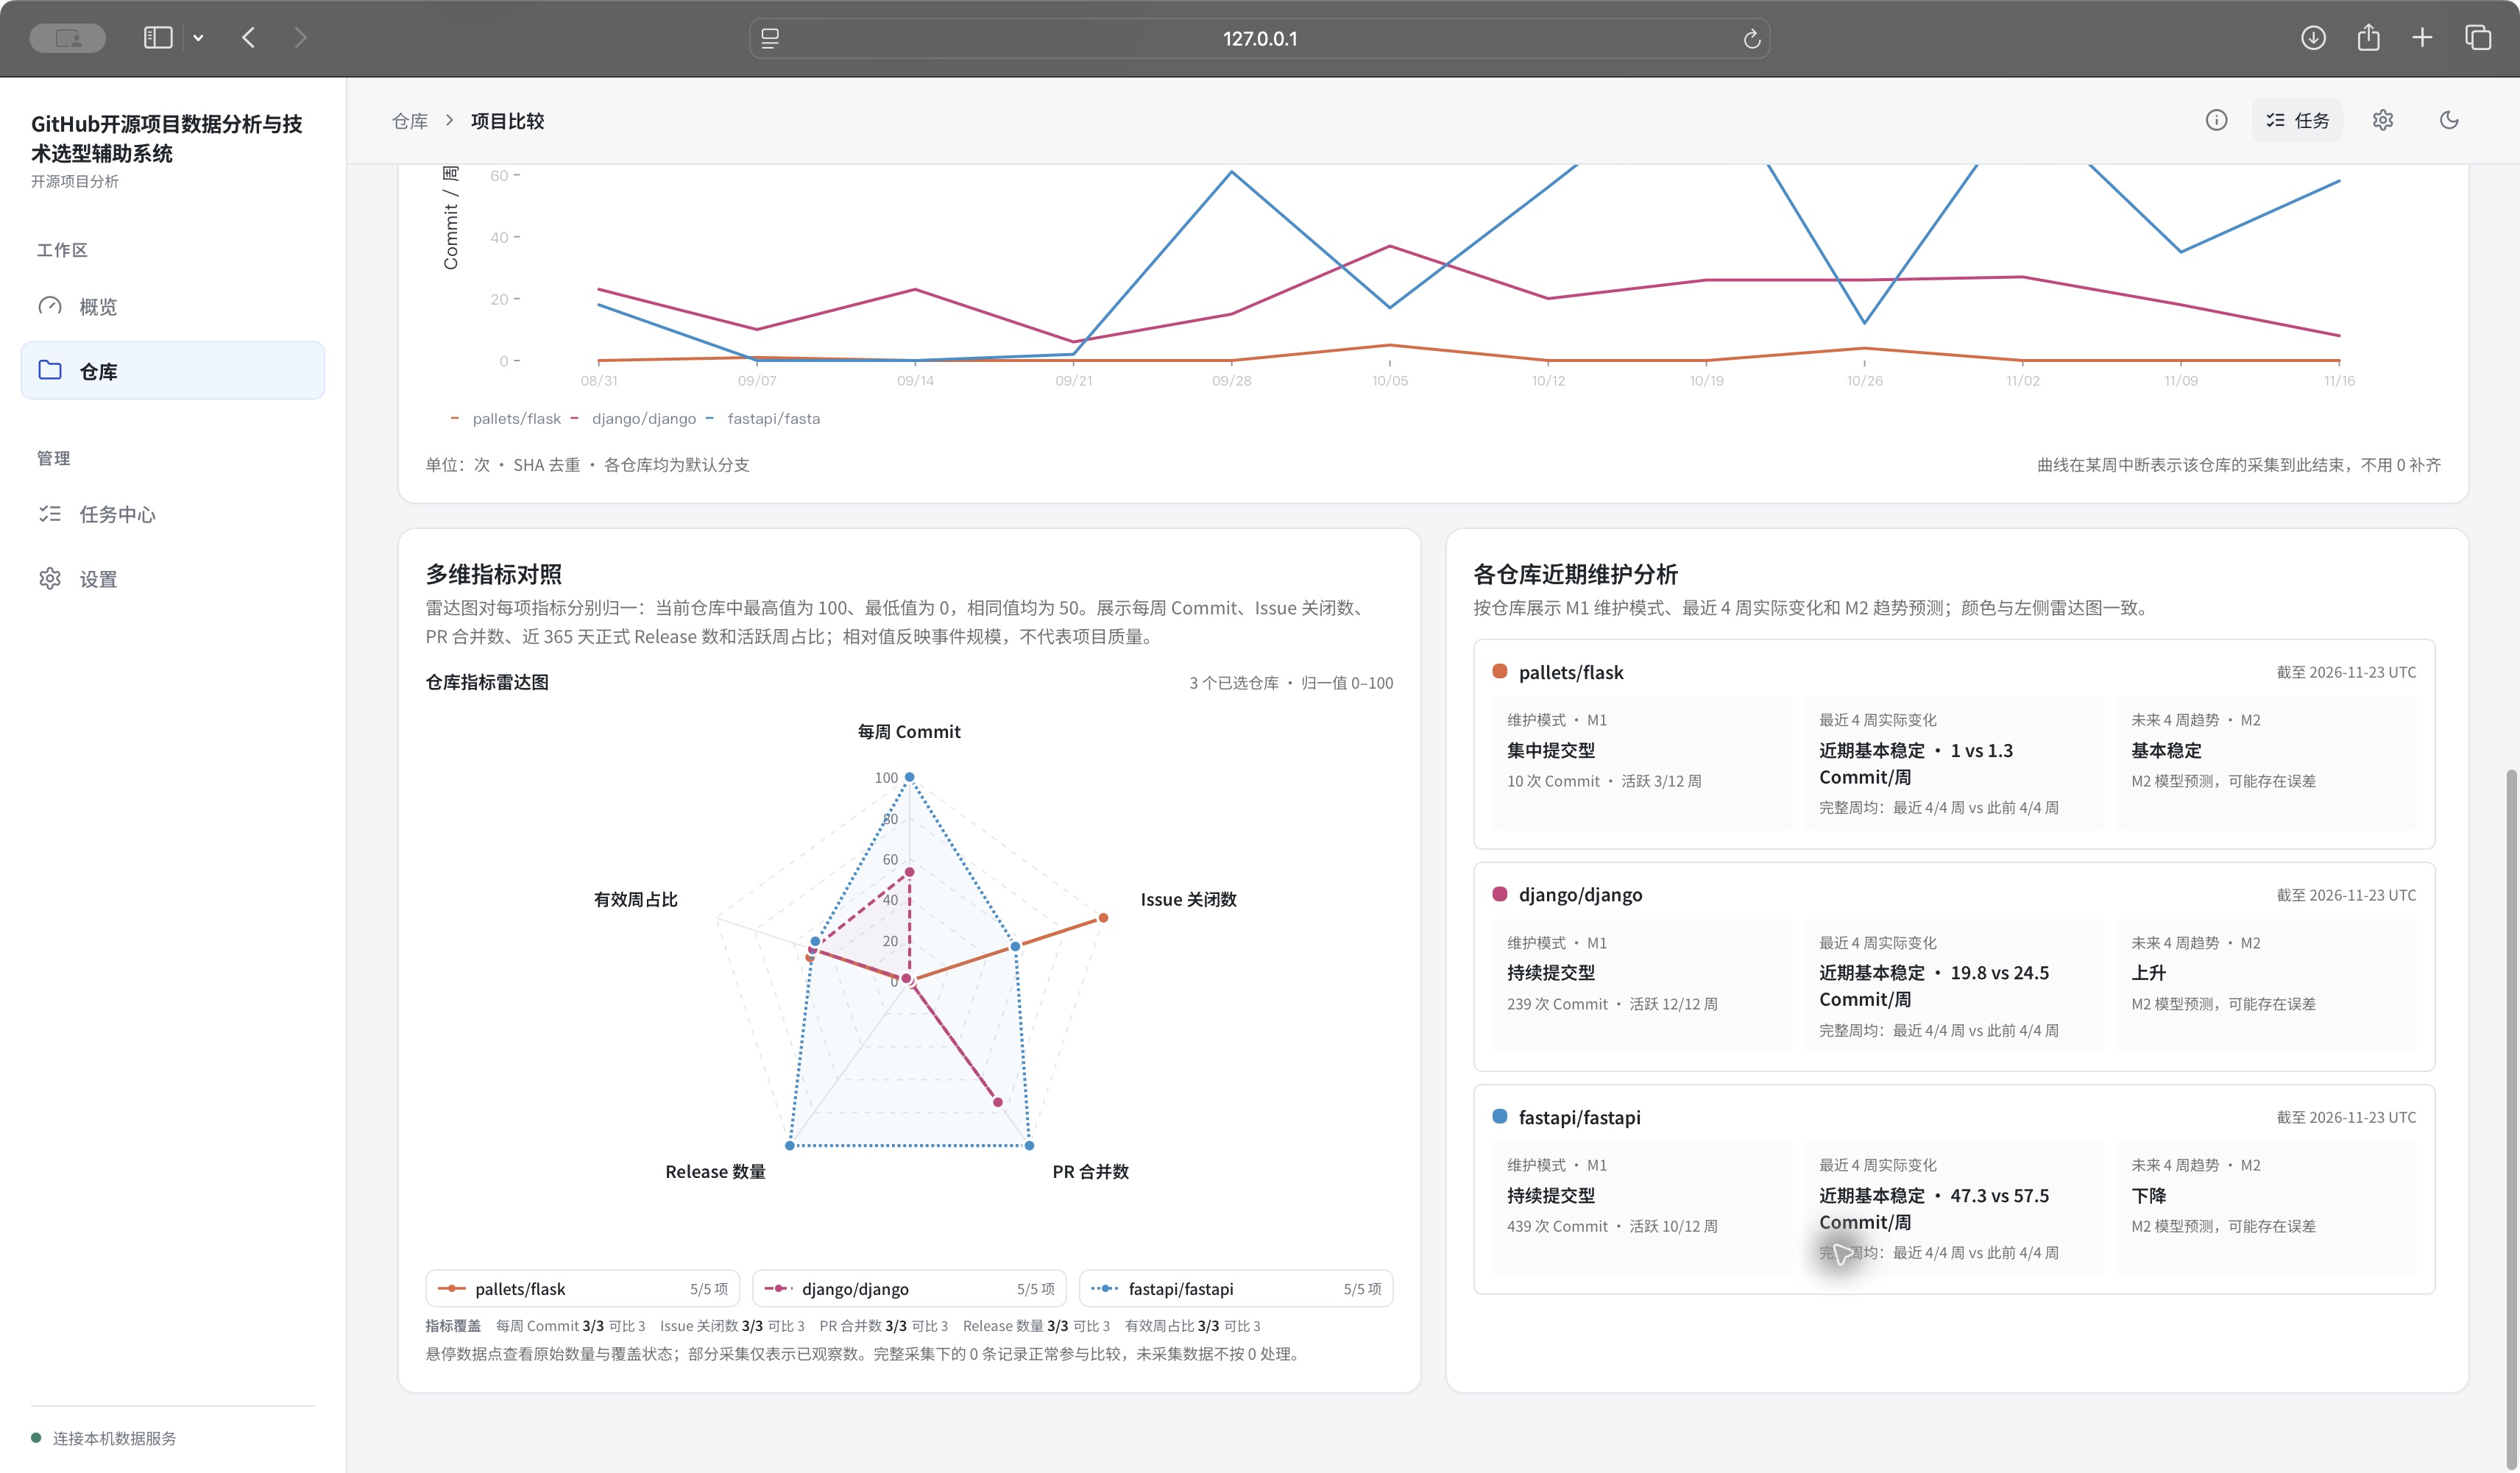 127.0.0.1
GitHub开源项目数据分析与技
术选型辅助系统
开源项目分析
工作区
概览
仓库
管理
任务中心
设置
连接本机数据服务
仓库 > 项目比较
任务
Commit / 周
60
40
20
0
08/31 09/07 09/14 09/21 09/28 10/05 10/12 10/19 10/26 11/02 11/09 11/16
pallets/flask django/django fastapi/fasta
单位：次 · SHA 去重 · 各仓库均为默认分支
曲线在某周中断表示该仓库的采集到此结束，不用 0 补齐
多维指标对照
雷达图对每项指标分别归一：当前仓库中最高值为 100、最低值为 0，相同值均为 50。展示每周 Commit、Issue 关闭数、
PR 合并数、近 365 天正式 Release 数和活跃周占比；相对值反映事件规模，不代表项目质量。
仓库指标雷达图
3 个已选仓库 · 归一值 0–100
每周 Commit
100
80
60
40
20
0
有效周占比
Issue 关闭数
Release 数量
PR 合并数
pallets/flask 5/5 项
django/django 5/5 项
fastapi/fastapi 5/5 项
指标覆盖 每周 Commit 3/3 可比 3 Issue 关闭数 3/3 可比 3 PR 合并数 3/3 可比 3 Release 数量 3/3 可比 3 有效周占比 3/3 可比 3
悬停数据点查看原始数量与覆盖状态；部分采集仅表示已观察数。完整采集下的 0 条记录正常参与比较，未采集数据不按 0 处理。
各仓库近期维护分析
按仓库展示 M1 维护模式、最近 4 周实际变化和 M2 趋势预测；颜色与左侧雷达图一致。
pallets/flask
截至 2026-11-23 UTC
维护模式 · M1
集中提交型
10 次 Commit · 活跃 3/12 周
最近 4 周实际变化
近期基本稳定 · 1 vs 1.3
Commit/周
完整周均：最近 4/4 周 vs 此前 4/4 周
未来 4 周趋势 · M2
基本稳定
M2 模型预测，可能存在误差
django/django
截至 2026-11-23 UTC
维护模式 · M1
持续提交型
239 次 Commit · 活跃 12/12 周
最近 4 周实际变化
近期基本稳定 · 19.8 vs 24.5
Commit/周
完整周均：最近 4/4 周 vs 此前 4/4 周
未来 4 周趋势 · M2
上升
M2 模型预测，可能存在误差
fastapi/fastapi
截至 2026-11-23 UTC
维护模式 · M1
持续提交型
439 次 Commit · 活跃 10/12 周
最近 4 周实际变化
近期基本稳定 · 47.3 vs 57.5
Commit/周
完整周均：最近 4/4 周 vs 此前 4/4 周
未来 4 周趋势 · M2
下降
M2 模型预测，可能存在误差